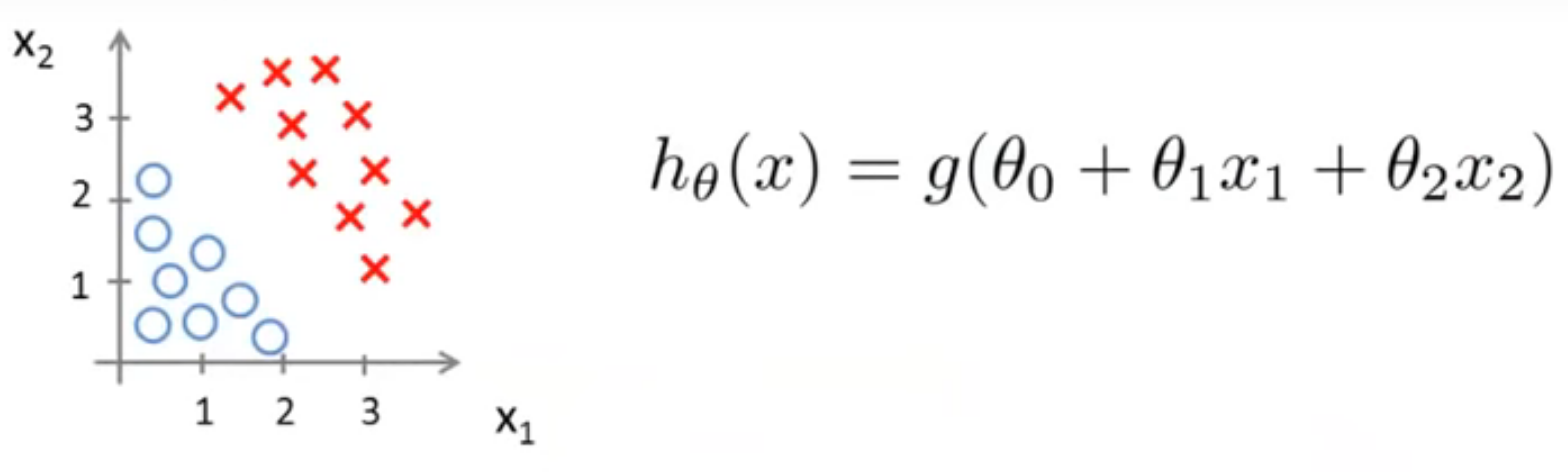 x₂
3
2
1
1 2 3
x₁
hθ(x) = g(θ₀ + θ₁x₁ + θ₂x₂)